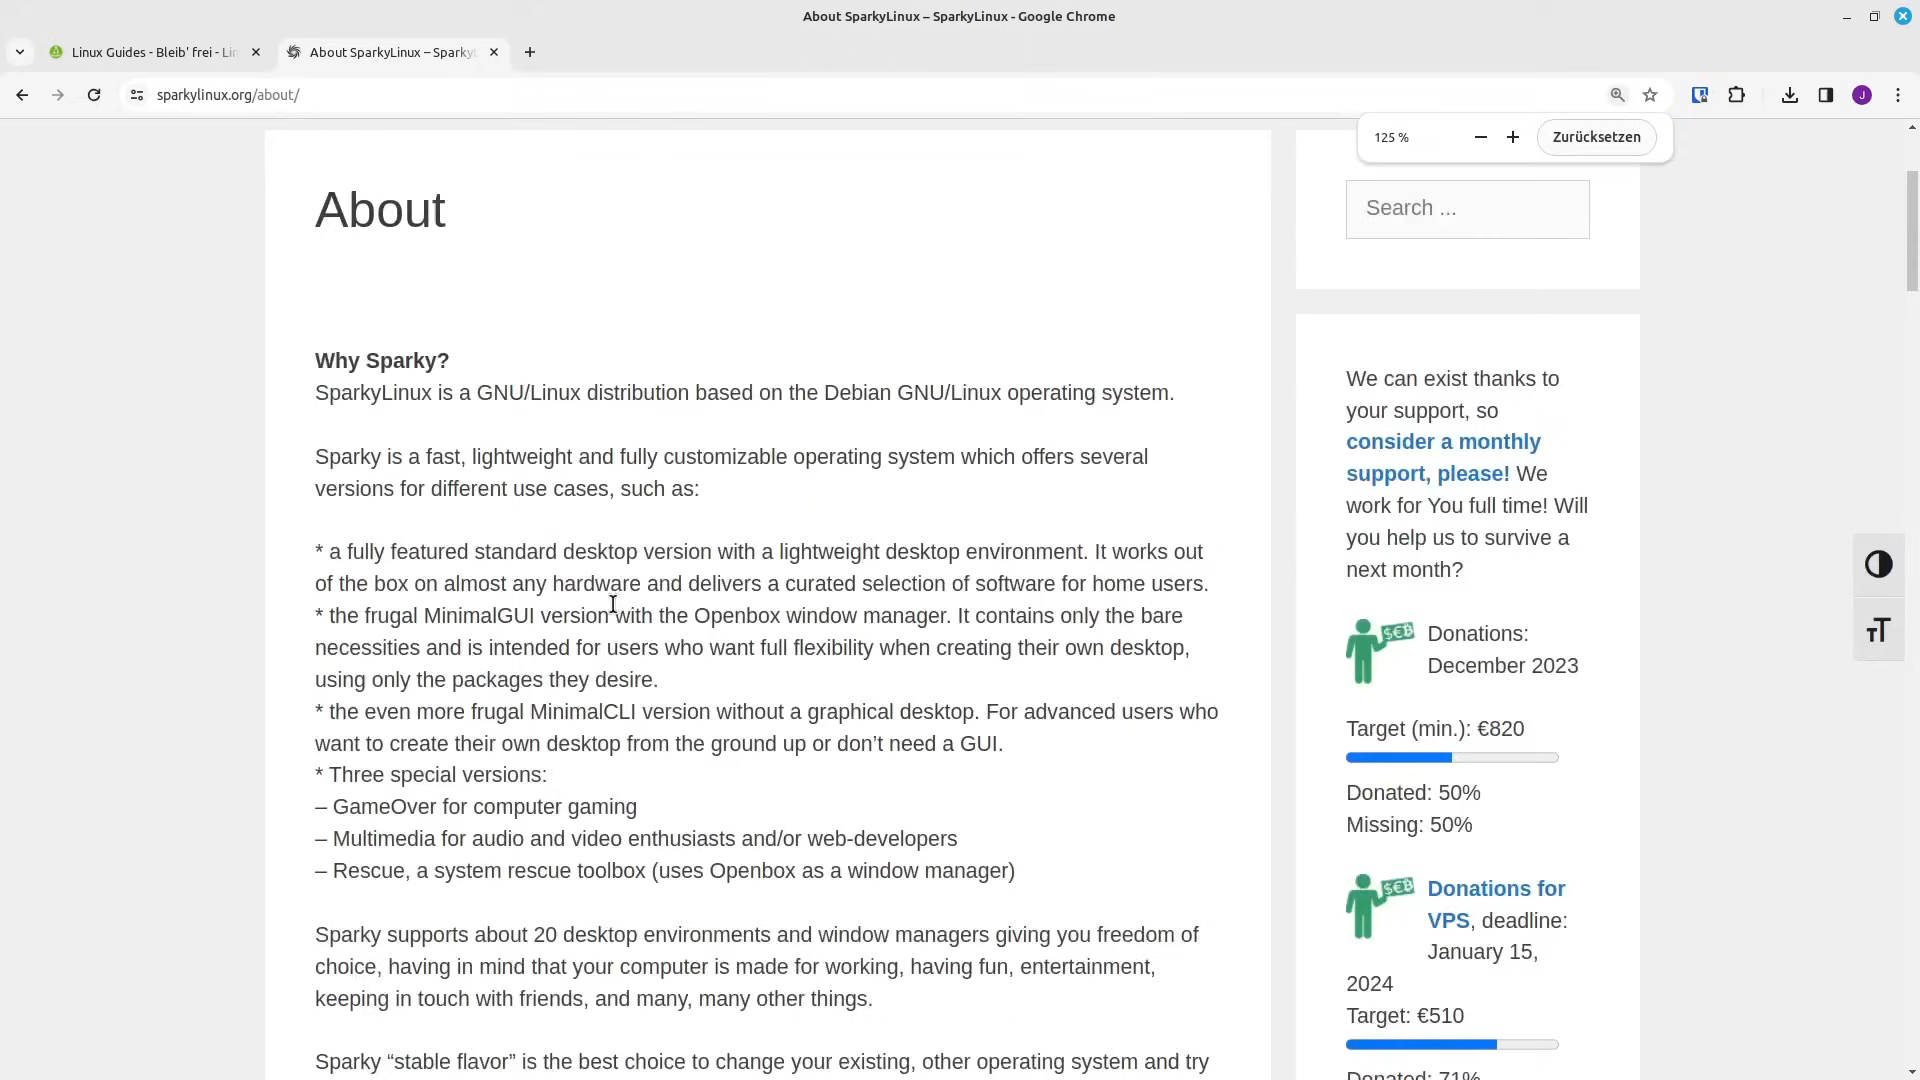 About SparkyLinux – SparkyLinux - Google Chrome
Linux Guides - Bleib' frei - Lin
About SparkyLinux – Sparky
sparkylinux.org/about/
J
125 %
Zurücksetzen
About
Why Sparky?
SparkyLinux is a GNU/Linux distribution based on the Debian GNU/Linux operating system.
Sparky is a fast, lightweight and fully customizable operating system which offers several
versions for different use cases, such as:
* a fully featured standard desktop version with a lightweight desktop environment. It works out
of the box on almost any hardware and delivers a curated selection of software for home users.
* the frugal MinimalGUI version with the Openbox window manager. It contains only the bare
necessities and is intended for users who want full flexibility when creating their own desktop,
using only the packages they desire.
* the even more frugal MinimalCLI version without a graphical desktop. For advanced users who
want to create their own desktop from the ground up or don’t need a GUI.
* Three special versions:
– GameOver for computer gaming
– Multimedia for audio and video enthusiasts and/or web-developers
– Rescue, a system rescue toolbox (uses Openbox as a window manager)
Sparky supports about 20 desktop environments and window managers giving you freedom of
choice, having in mind that your computer is made for working, having fun, entertainment,
keeping in touch with friends, and many, many other things.
Sparky “stable flavor” is the best choice to change your existing, other operating system and try
Search ...
We can exist thanks to
your support, so
consider a monthly
support, please! We
work for You full time! Will
you help us to survive a
next month?
$€₿
Donations:
December 2023
Target (min.): €820
Donated: 50%
Missing: 50%
$€₿
Donations for
VPS, deadline:
January 15,
2024
Target: €510
Donated: 71%
TT